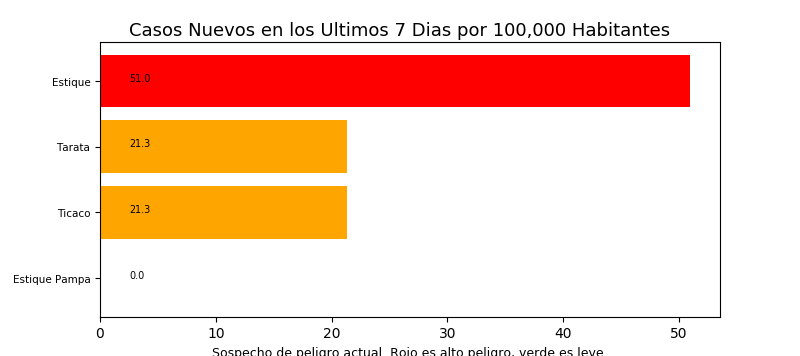 Casos Nuevos en los Ultimos 7 Dias por 100,000 Habitantes
Estique
51.0
Tarata
21.3
Ticaco
21.3
Estique Pampa
0.0
0 10 20 30 40 50
Sospecho de peligro actual. Rojo es alto peligro, verde es leve